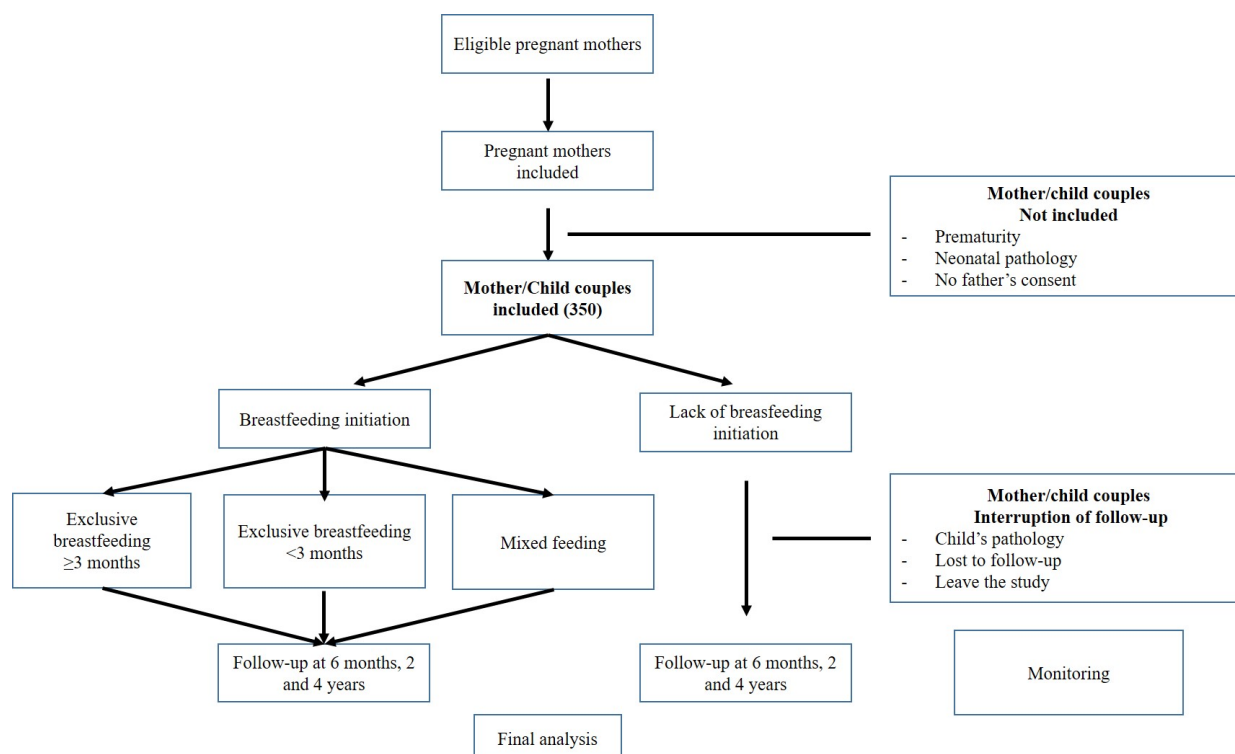 Eligible pregnant mothers
Pregnant mothers
included
Mother/child couples
Not included
- Prematurity
- Neonatal pathology
- No father's consent
Mother/Child couples
included (350)
Breastfeeding initiation
Lack of breasfeeding
initiation
Exclusive
breastfeeding
≥3 months
Exclusive breastfeeding
<3 months
Mixed feeding
Mother/child couples
Interruption of follow-up
- Child's pathology
- Lost to follow-up
- Leave the study
Follow-up at 6 months, 2
and 4 years
Follow-up at 6 months, 2
and 4 years
Monitoring
Final analysis